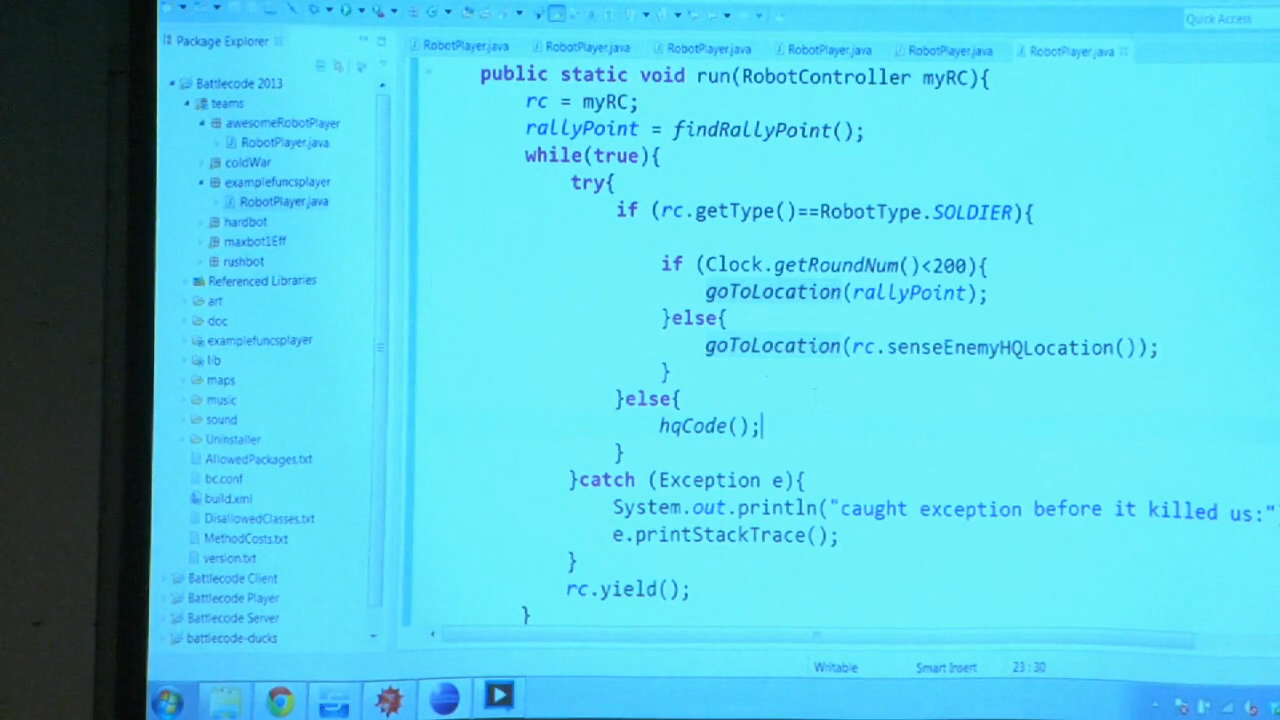 Quick Access
Package Explorer
RobotPlayer.java
RobotPlayer.java
RobotPlayer.java
RobotPlayer.java
RobotPlayer.java
RobotPlayer.java
Battlecode 2013
teams
awesomeRobotPlayer
RobotPlayer.java
coldWar
examplefuncsplayer
RobotPlayer.java
hardbot
maxbot1Eff
rushbot
Referenced Libraries
art
doc
examplefuncsplayer
lib
maps
music
sound
Uninstaller
AllowedPackages.txt
bc.conf
build.xml
DisallowedClasses.txt
MethodCosts.txt
version.txt
Battlecode Client
Battlecode Player
Battlecode Server
battlecode-ducks
public static void run(RobotController myRC){
rc = myRC;
rallyPoint = findRallyPoint();
while(true){
try{
if (rc.getType()==RobotType.SOLDIER){
if (Clock.getRoundNum()<200){
goToLocation(rallyPoint);
}else{
goToLocation(rc.senseEnemyHQLocation());
}
}else{
hqCode();
}
}catch (Exception e){
System.out.println("caught exception before it killed us:"
e.printStackTrace();
}
rc.yield();
}
Writable
Smart Insert
23 : 30